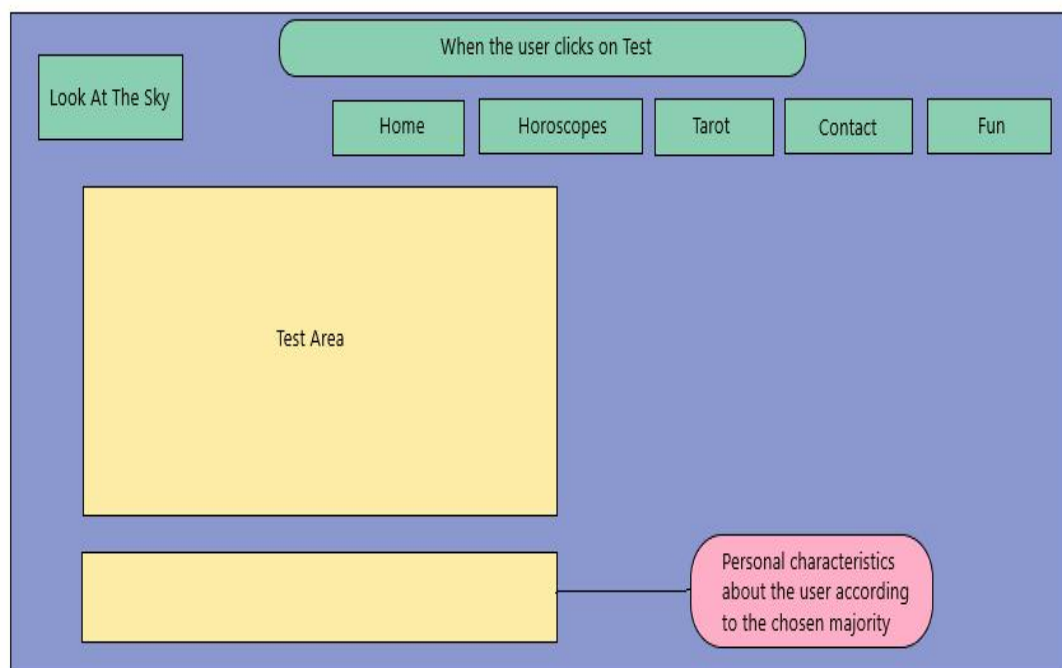 When the user clicks on Test
Look At The Sky
Home
Horoscopes
Tarot
Contact
Fun
Test Area
Personal characteristics
about the user according
to the chosen majority